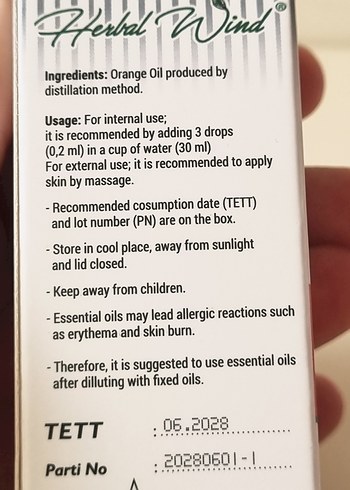 Herbal Wind®
Ingredients: Orange Oil produced by
distillation method.
Usage: For internal use;
it is recommended by adding 3 drops
(0,2 ml) in a cup of water (30 ml)
For external use; it is recommended to apply
skin by massage.
- Recommended cosumption date (TETT)
and lot number (PN) are on the box.
- Store in cool place, away from sunlight
and lid closed.
- Keep away from children.
- Essential oils may lead allergic reactions such
as erythema and skin burn.
- Therefore, it is suggested to use essential oils
after dilluting with fixed oils.
TETT : 06.2028
Parti No : 20280601-1